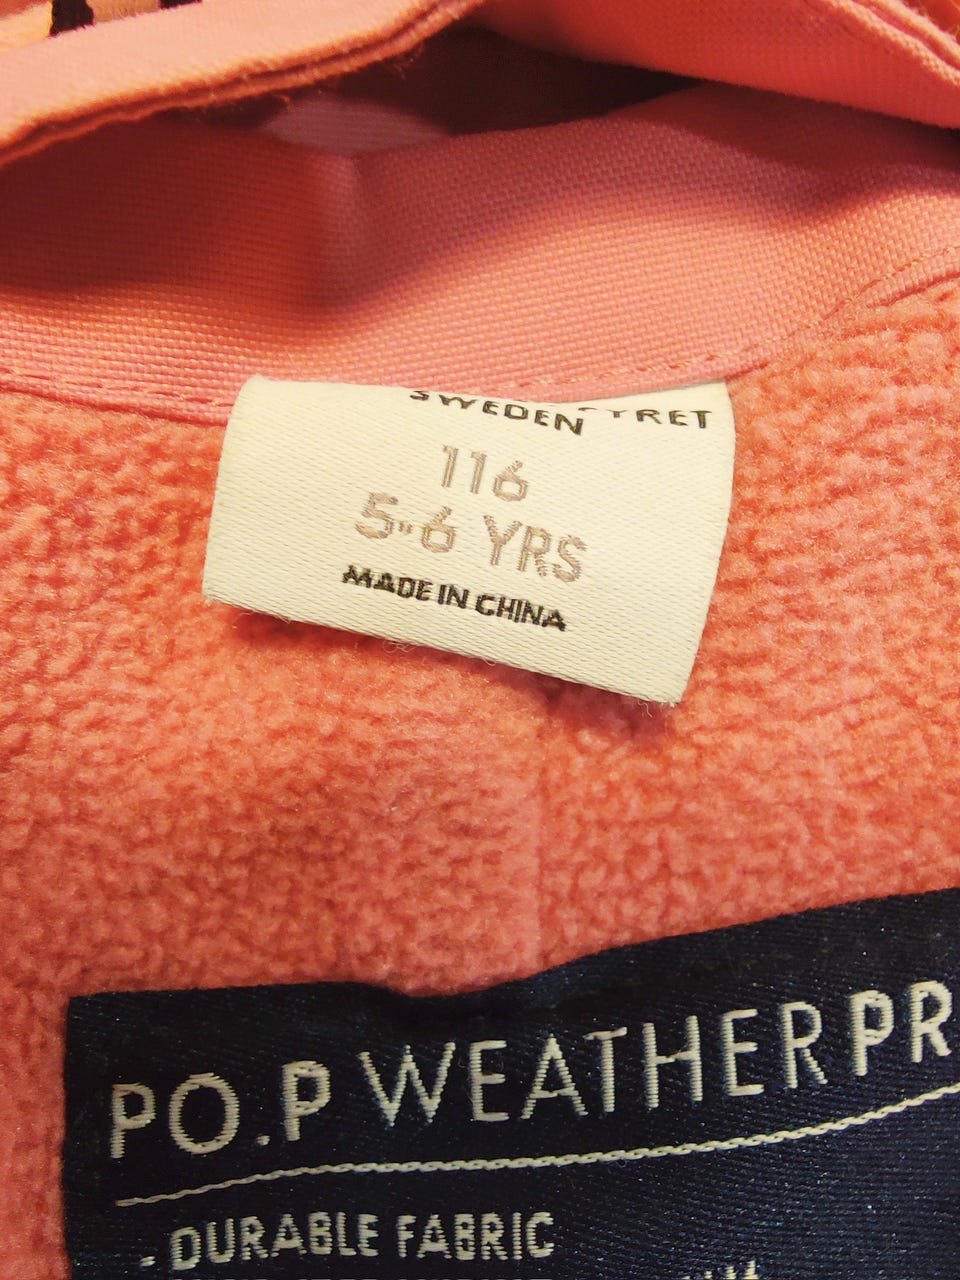 SWEDEN
116
5-6 YRS
MADE IN CHINA
PO.P WEATHERPR
. DURABLE FABRIC